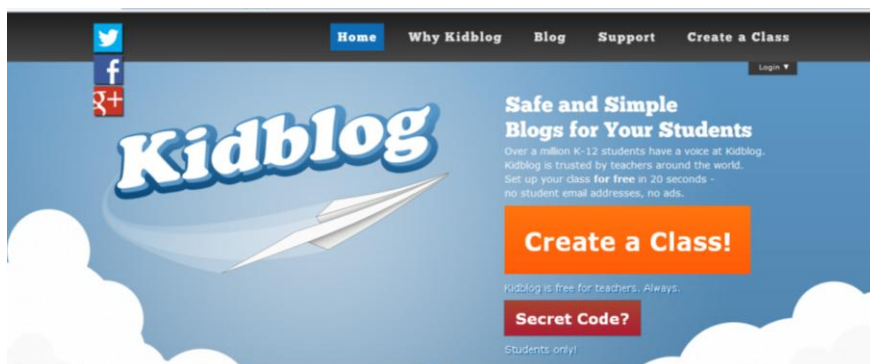 Home Why Kidblog Blog Support Create a Class
Login ▼
g+
Kidblog
Safe and Simple
Blogs for Your Students
Over a million K-12 students have a voice at Kidblog.
Kidblog is trusted by teachers around the world.
Set up your class for free in 20 seconds -
no student email addresses, no ads.
Create a Class!
Kidblog is free for teachers. Always.
Secret Code?
Students only!